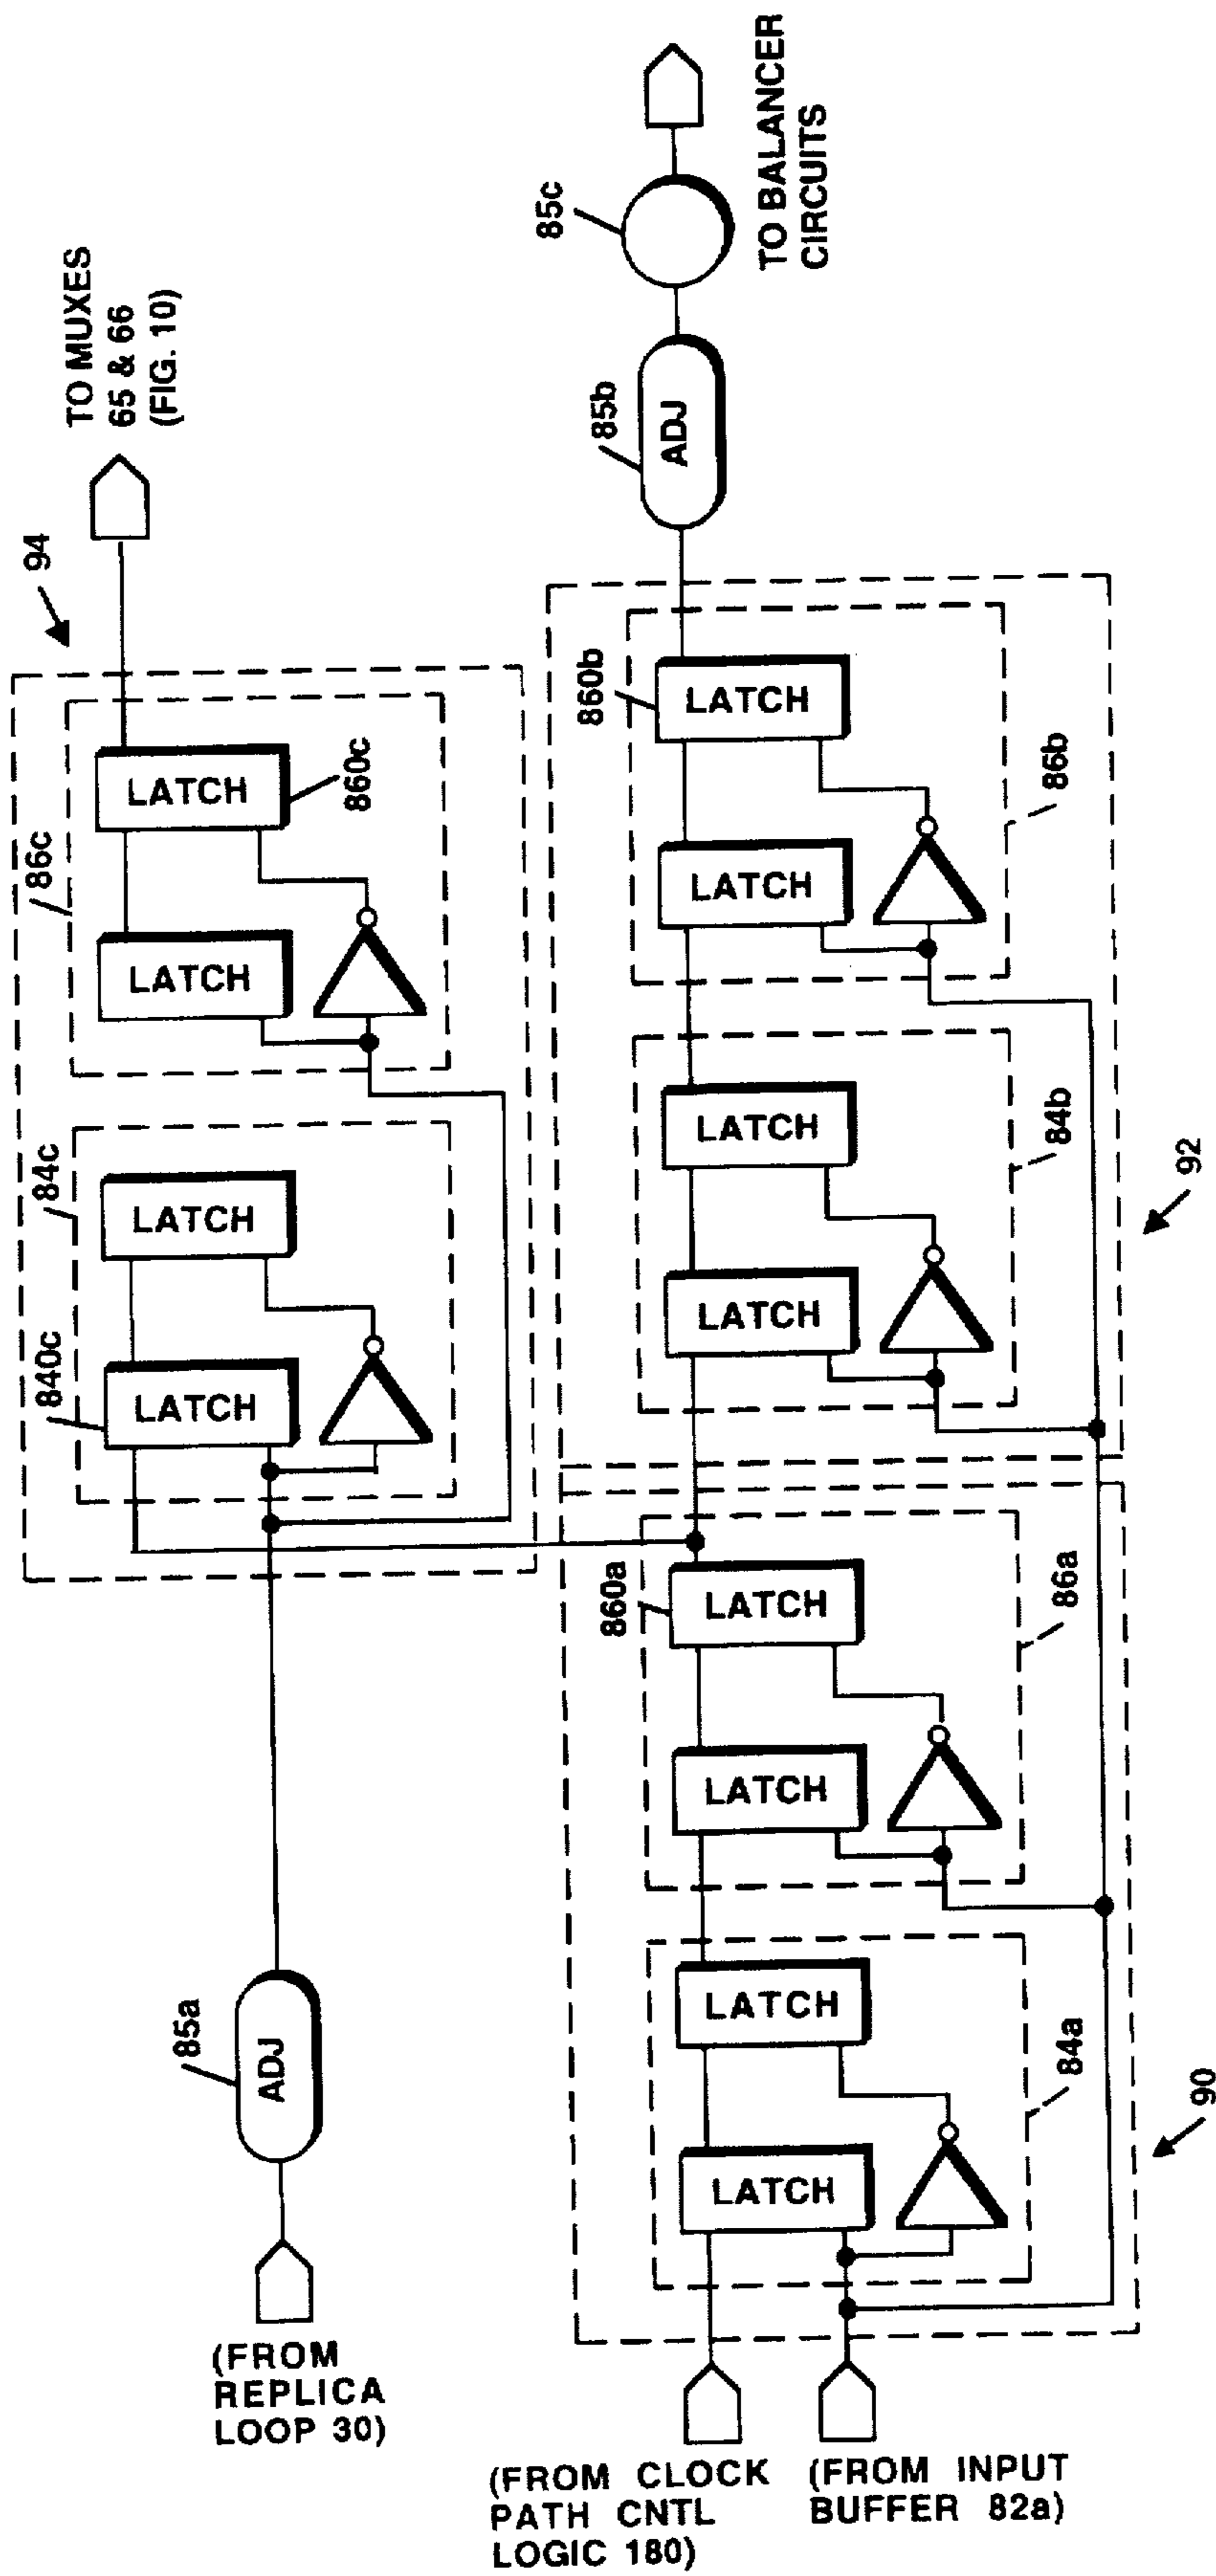 TO MUXES
65 & 66
(FIG. 10)
94
86c
LATCH
860c
LATCH
84c
LATCH
840c
LATCH
85a
ADJ
(FROM
REPLICA
LOOP 30)
TO BALANCER
CIRCUITS
85c
85b
ADJ
860b
LATCH
LATCH
86b
LATCH
84b
LATCH
92
860a
LATCH
86a
LATCH
LATCH
84a
LATCH
90
(FROM CLOCK
PATH CNTL
LOGIC 180)
(FROM INPUT
BUFFER 82a)